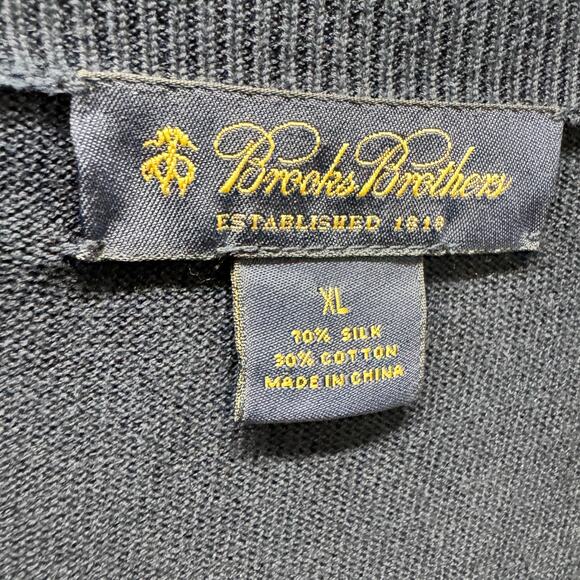 Brooks Brothers
ESTABLISHED 1818
XL
70% SILK
30% COTTON
MADE IN CHINA